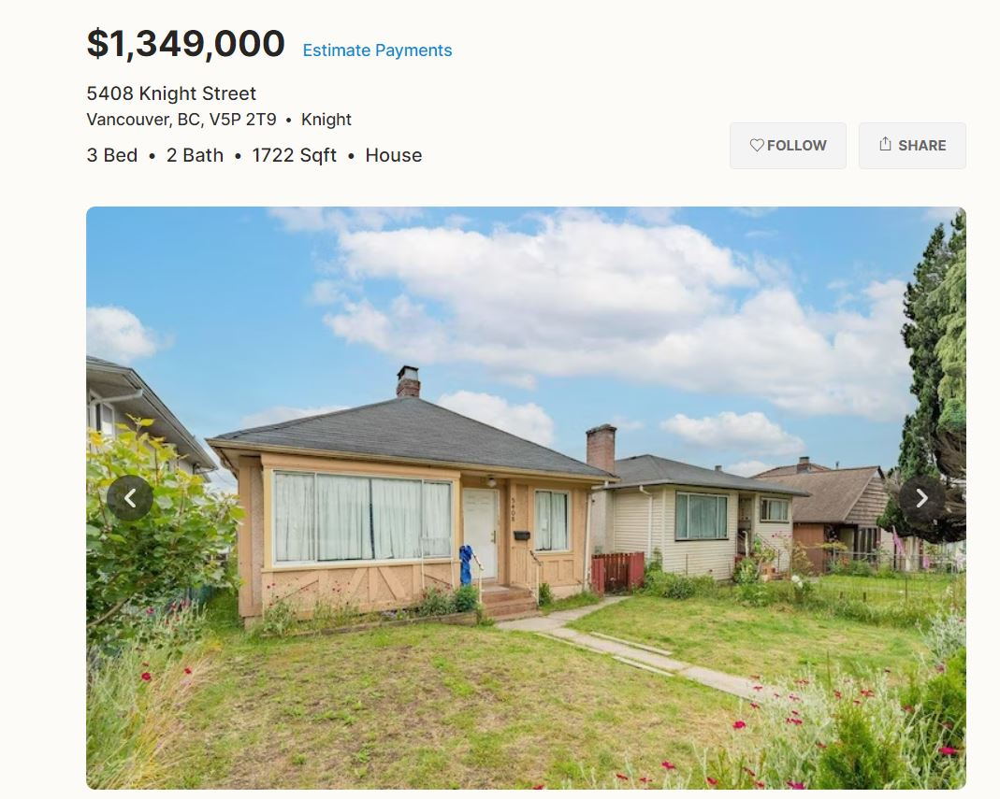 $1,349,000 Estimate Payments
5408 Knight Street
Vancouver, BC, V5P 2T9 • Knight
3 Bed • 2 Bath • 1722 Sqft • House
FOLLOW SHARE
5408